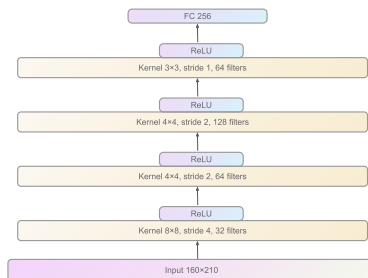 FC 256
ReLU
Kernel 3×3, stride 1, 64 filters
ReLU
Kernel 4×4, stride 2, 128 filters
ReLU
Kernel 4×4, stride 2, 64 filters
ReLU
Kernel 8×8, stride 4, 32 filters
Input 160×210